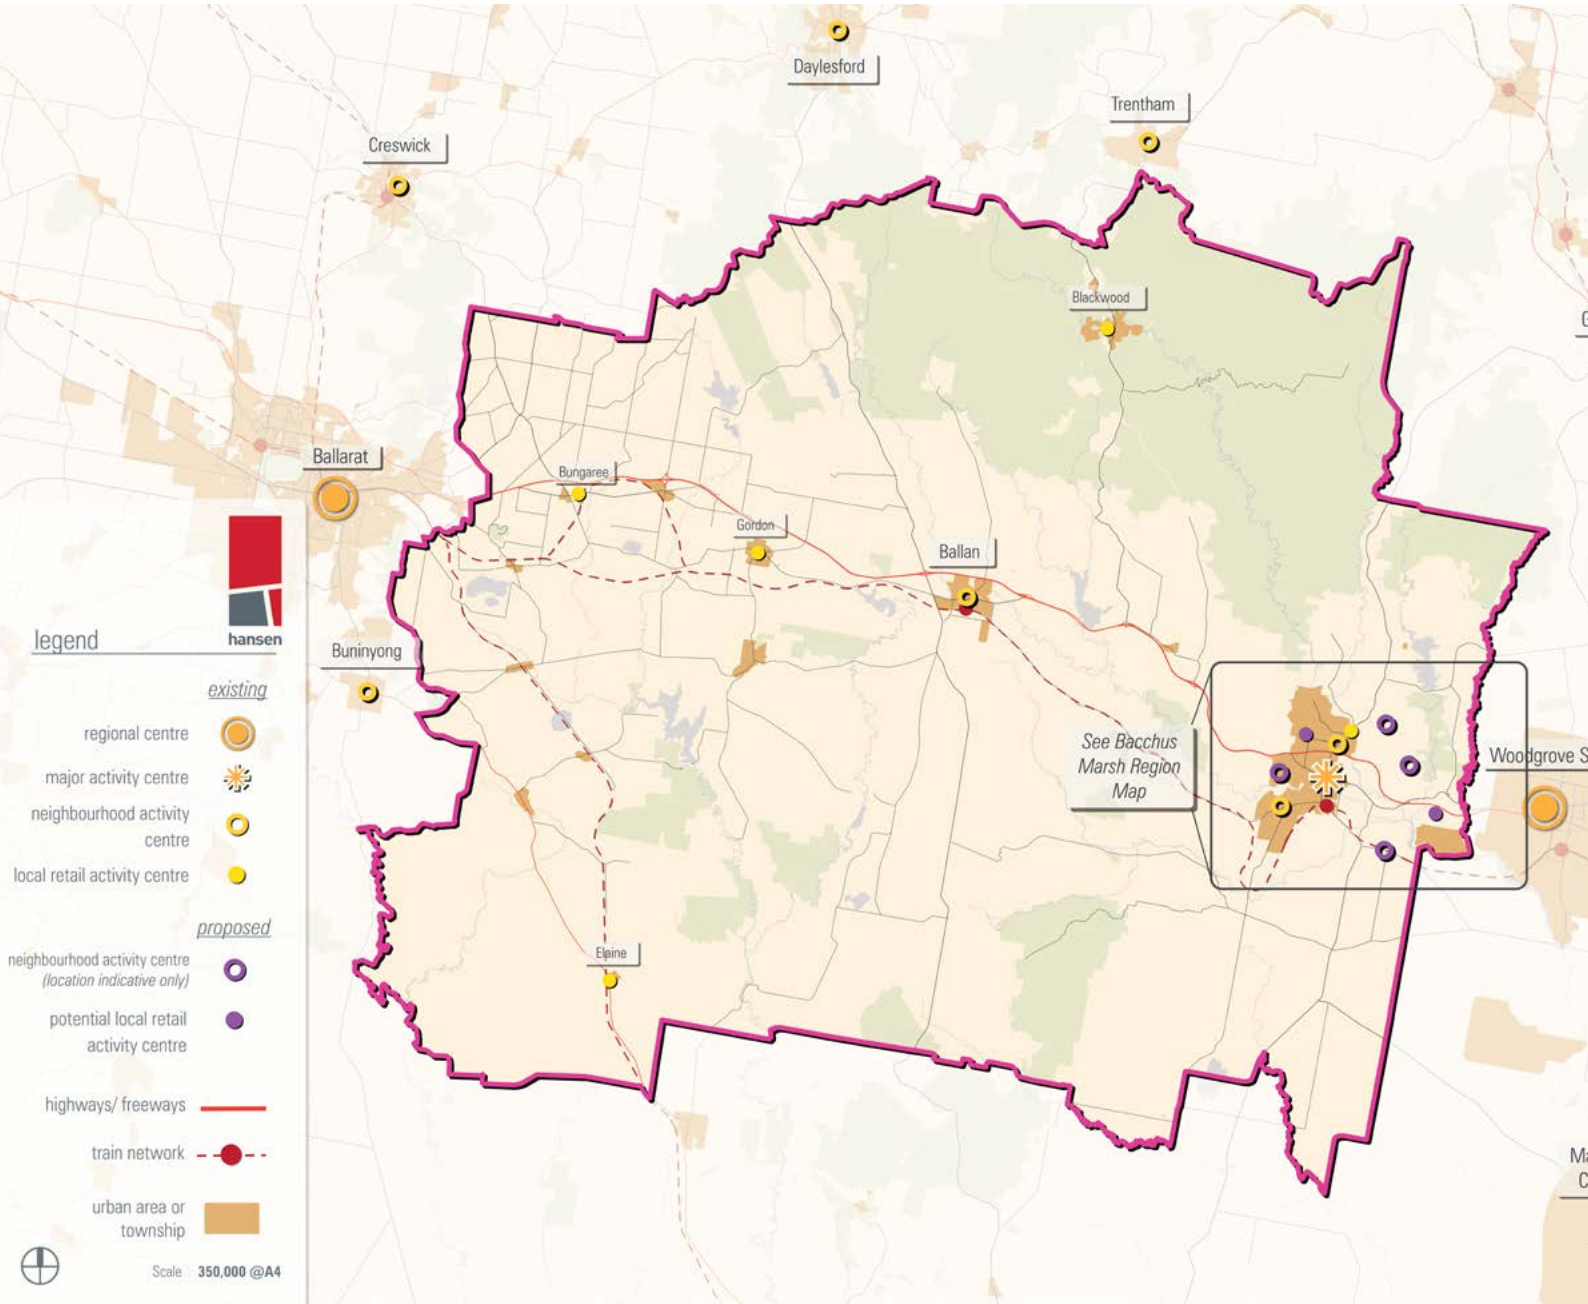 Daylesford
Trentham
Creswick
Blackwood
Ballarat
Bungaree
Gordon
Ballan
hansen
legend
Buninyong
existing
regional centre
major activity centre
neighbourhood activity
centre
local retail activity centre
See Bacchus
Marsh Region
Map
Woodgrove S
proposed
neighbourhood activity centre
(location indicative only)
potential local retail
activity centre
Elaine
highways/ freeways
train network
urban area or
township
Scale 350,000 @A4